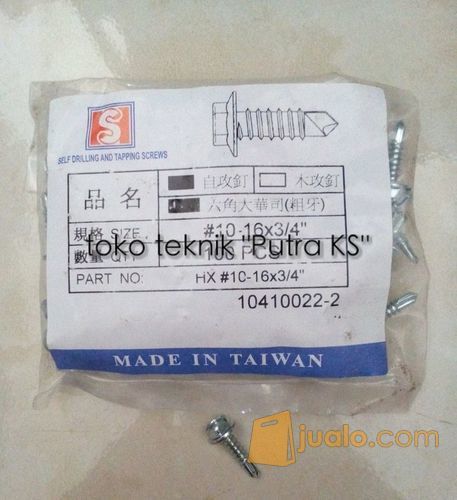 S
SELF DRILLING AND TAPPING SCREWS
品名
自攻釘 木攻釘
六角大華司(粗牙)
規格 SIZE. #10-16x3/4"
toko teknik "Putra KS"
數量 QTY 100 PCS
PART NO: HX #10-16x3/4"
10410022-2
MADE IN TAIWAN
jualo.com